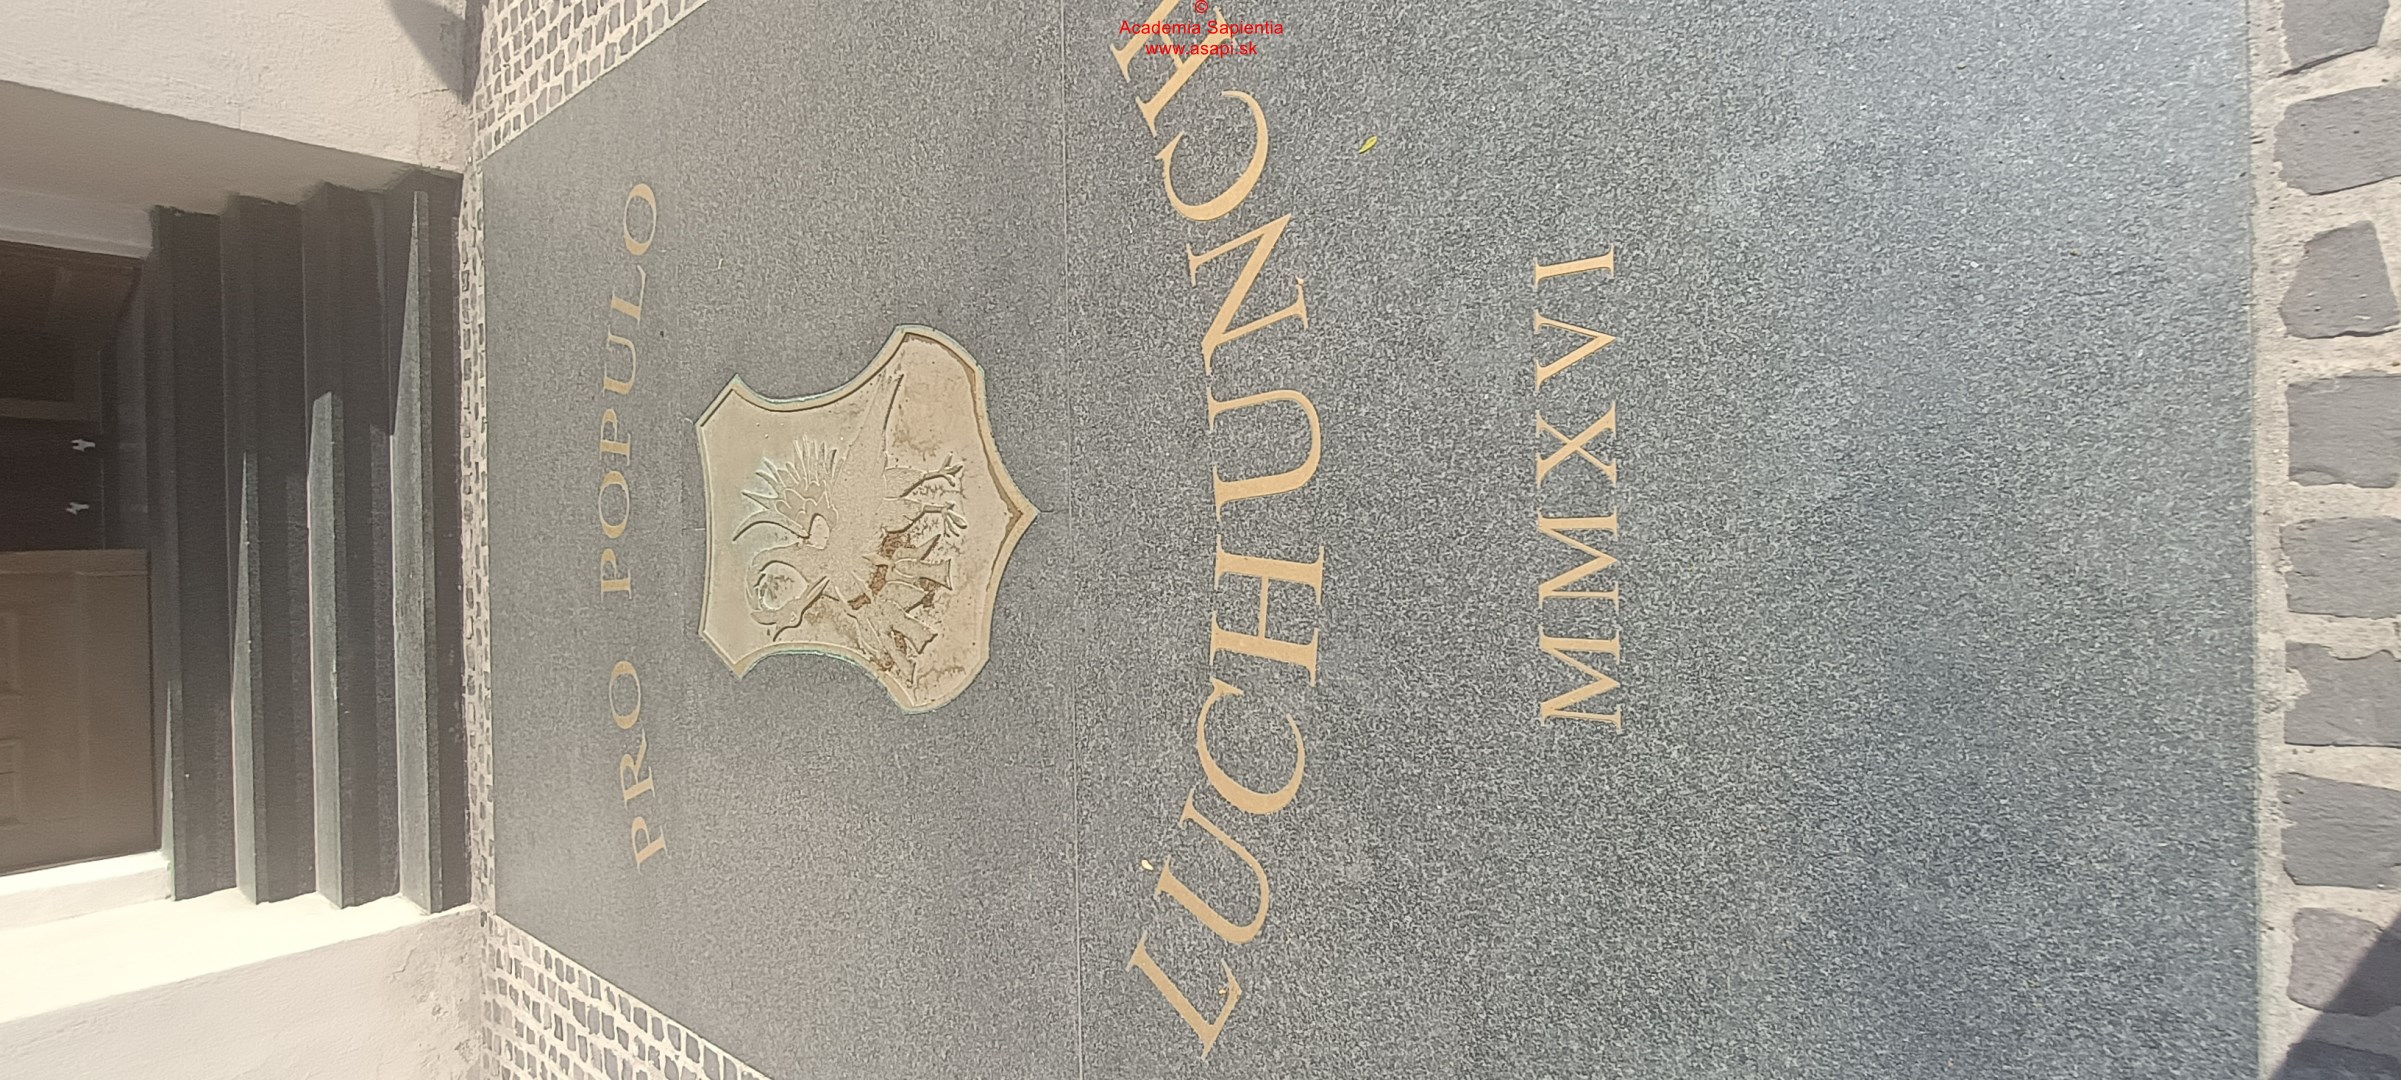 PRO POPULO
LUCHUNCH
MMXVI
©
Academia Sapientia
www.asapi.sk